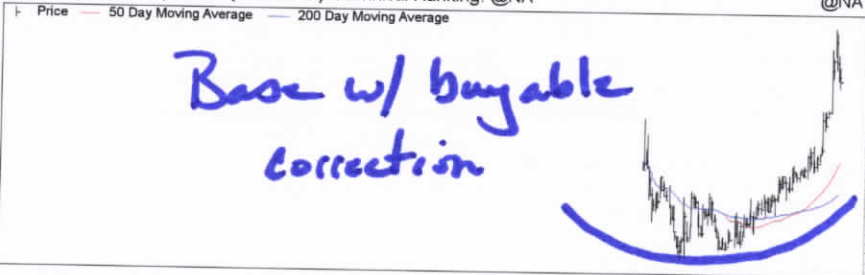 @NA
Price 50 Day Moving Average 200 Day Moving Average
Base w/ buyable
correction